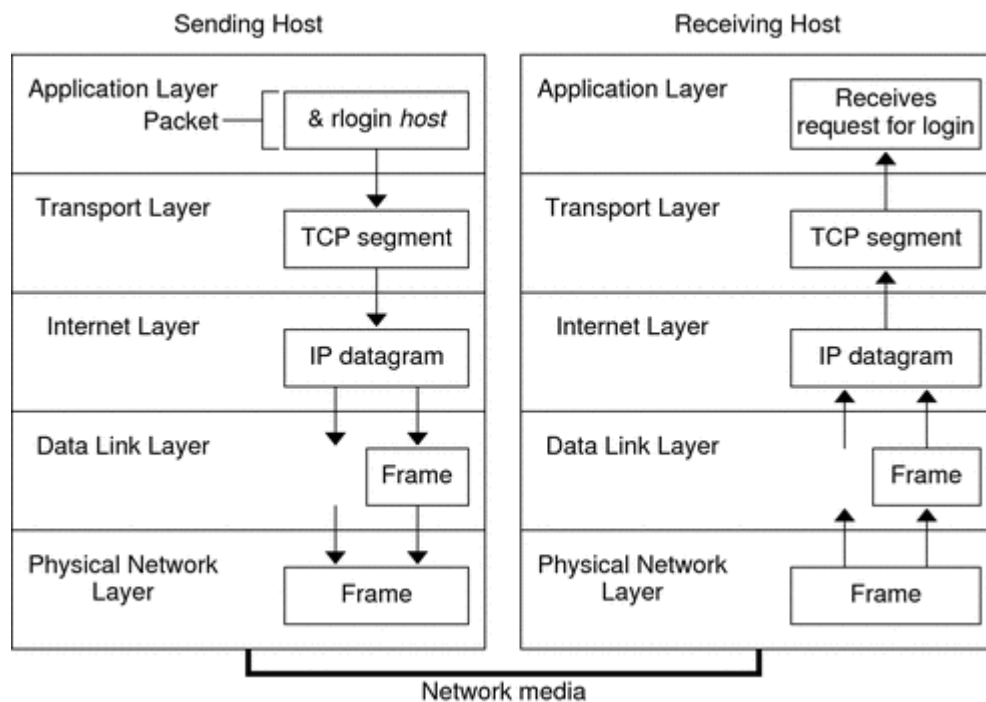 Sending Host
Application Layer
Packet
& rlogin host
Transport Layer
TCP segment
Internet Layer
IP datagram
Data Link Layer
Frame
Physical Network
Layer
Frame
Receiving Host
Application Layer
Receives
request for login
Transport Layer
TCP segment
Internet Layer
IP datagram
Data Link Layer
Frame
Physical Network
Layer
Frame
Network media